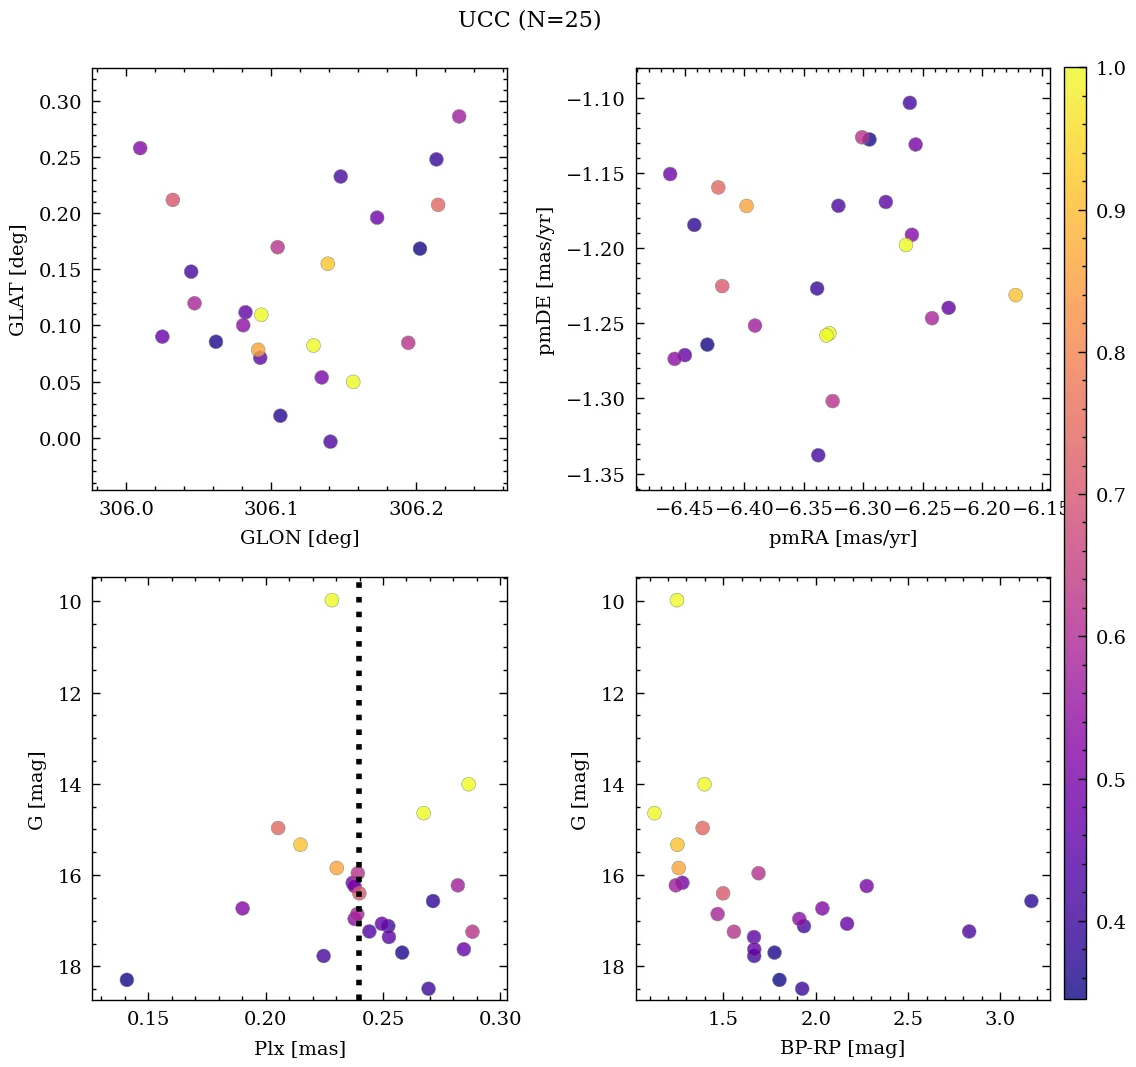 UCC (N=25)
0.30
0.25
0.20
0.15
0.10
0.05
0.00
GLAT [deg]
306.0 306.1 306.2
GLON [deg]
−1.10
−1.15
−1.20
−1.25
−1.30
−1.35
pmDE [mas/yr]
−6.45 −6.40 −6.35 −6.30 −6.25 −6.20 −6.15
pmRA [mas/yr]
10
12
14
16
18
G [mag]
0.15 0.20 0.25 0.30
Plx [mas]
10
12
14
16
18
G [mag]
1.5 2.0 2.5 3.0
BP-RP [mag]
1.0
0.9
0.8
0.7
0.6
0.5
0.4